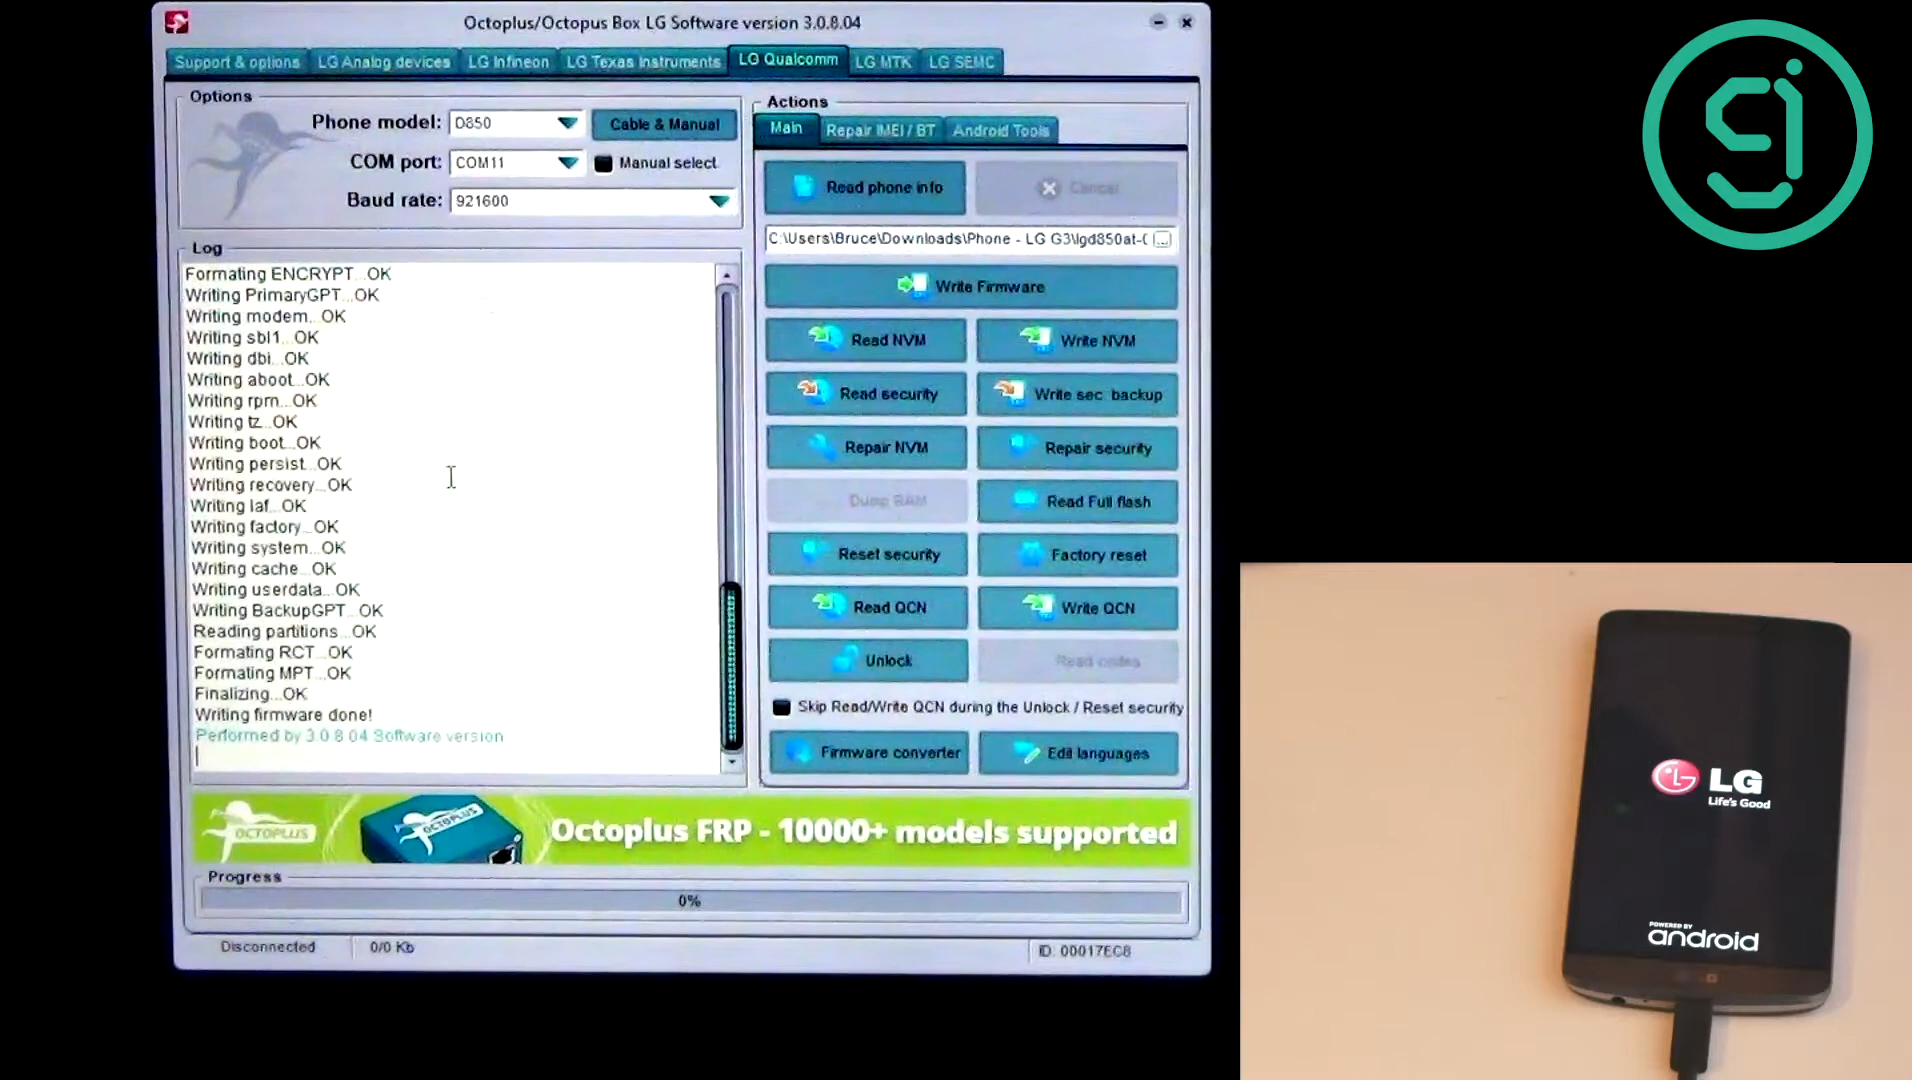 Octoplus/Octopus Box LG Software version 3.0.8.04
Support & options
LG Analog devices
LG Infineon
LG Texas Instruments
LG Qualcomm
LG MTK
LG SEMC
Options
Phone model:
D850
Cable & Manual
COM port:
COM11
Manual select
Baud rate:
921600
Log
Formating ENCRYPT...OK
Writing PrimaryGPT...OK
Writing modem...OK
Writing sbl1...OK
Writing dbi...OK
Writing aboot...OK
Writing rpm...OK
Writing tz...OK
Writing boot...OK
Writing persist...OK
Writing recovery...OK
Writing laf...OK
Writing factory...OK
Writing system...OK
Writing cache...OK
Writing userdata...OK
Writing BackupGPT...OK
Reading partitions...OK
Formating RCT...OK
Formating MPT...OK
Finalizing...OK
Writing firmware done!
Performed by 3.0.8.04 Software version
Actions
Main
Repair IMEI / BT
Android Tools
Read phone info
Cancel
C:\Users\Bruce\Downloads\Phone - LG G3\lgd850at-(
...
Write Firmware
Read NVM
Write NVM
Read security
Write sec. backup
Repair NVM
Repair security
Dump RAM
Read Full flash
Reset security
Factory reset
Read QCN
Write QCN
Unlock
Read codes
Skip Read/Write QCN during the Unlock / Reset security
Firmware converter
Edit languages
OCTOPLUS
OCTOPLUS
Octoplus FRP - 10000+ models supported
Progress
0%
Disconnected
0/0 Kb
ID: 00017EC8
gj
LG
LG
Life's Good
POWERED BY
android